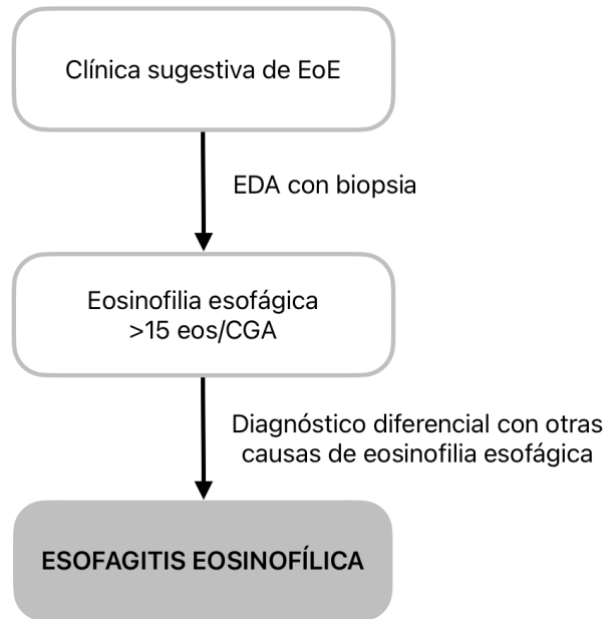 Clínica sugestiva de EoE
EDA con biopsia
Eosinofilia esofágica
>15 eos/CGA
Diagnóstico diferencial con otras
causas de eosinofilia esofágica
ESOFAGITIS EOSINOFÍLICA